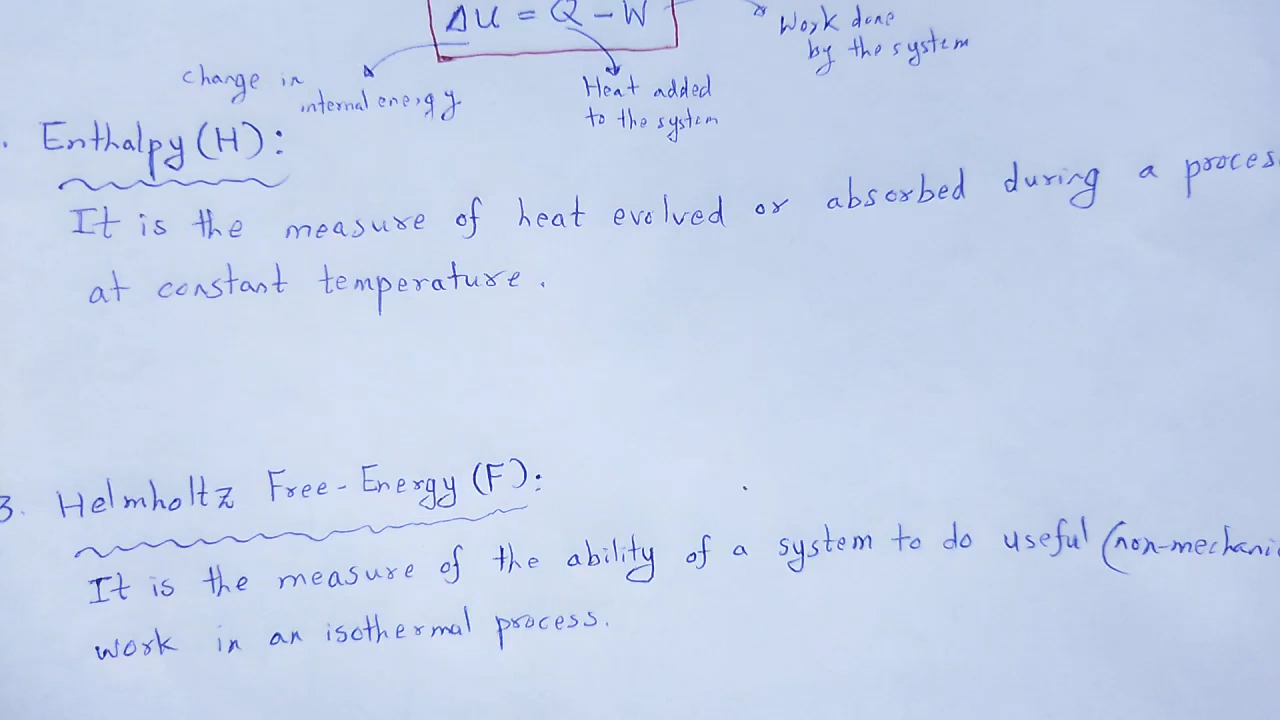 ΔU = Q - W
Work done
by the system
change in
internal energy
Heat added
to the system
Enthalpy (H):
It is the measure of heat evolved or absorbed during a proces
at constant temperature.
3. Helmholtz Free-Energy (F):
It is the measure of the ability of a system to do useful (non-mechani
work in an isothermal process.